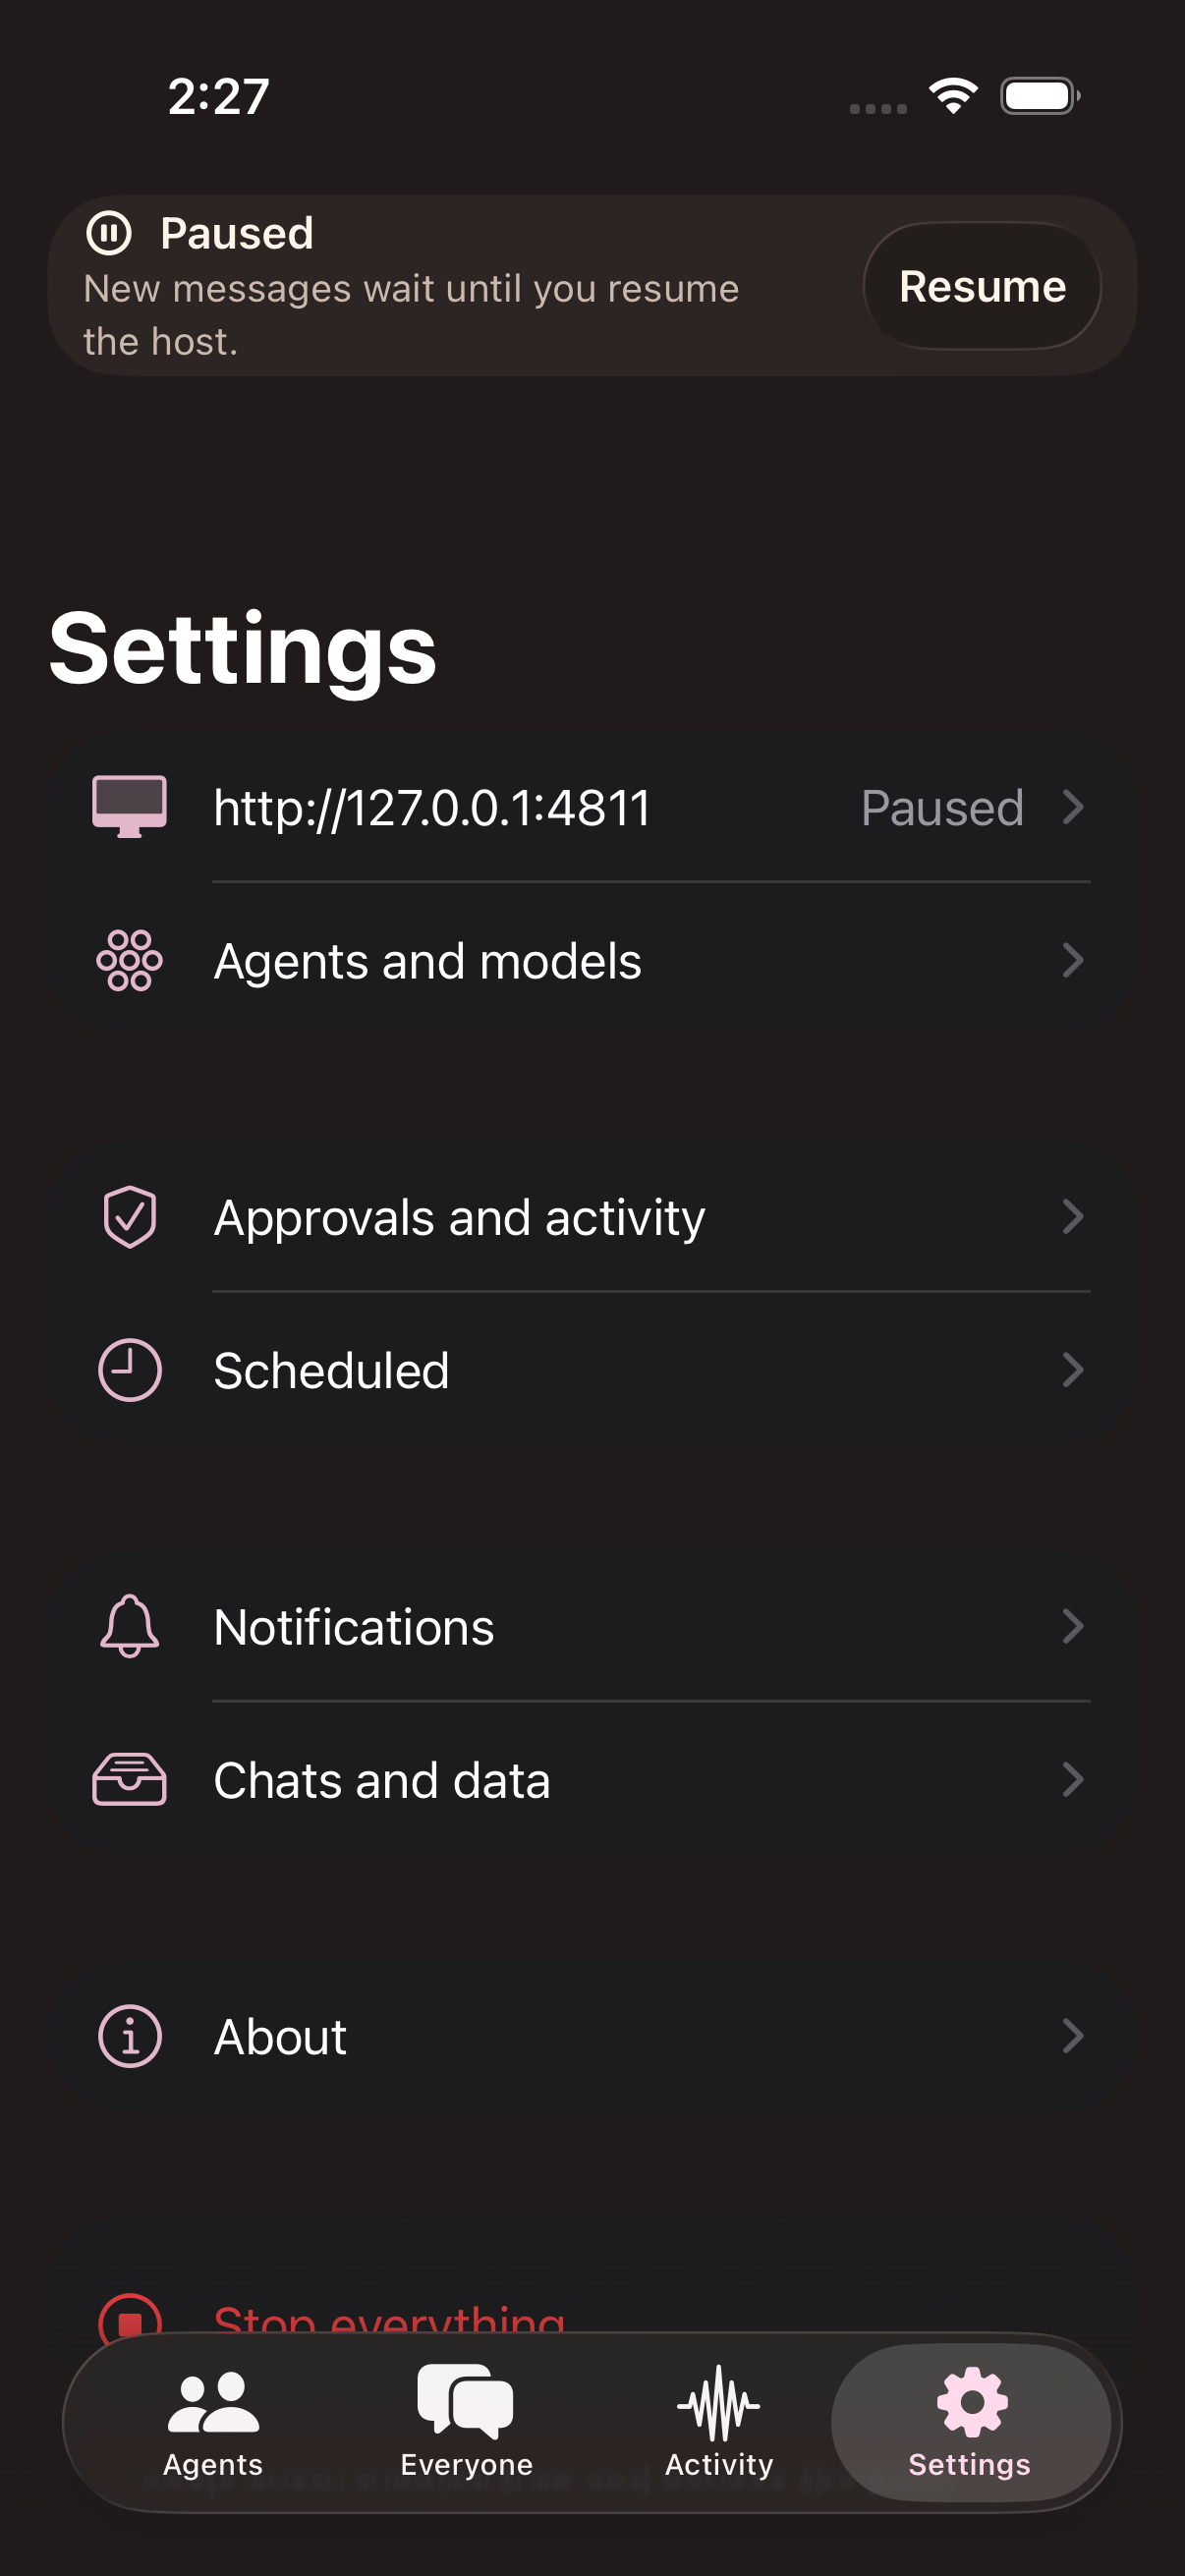 2:27
Paused
New messages wait until you resume
the host.
Resume
Settings
http://127.0.0.1:4811
Paused
Agents and models
Approvals and activity
Scheduled
Notifications
Chats and data
About
Stop everything
Agents
Everyone
Activity
Settings